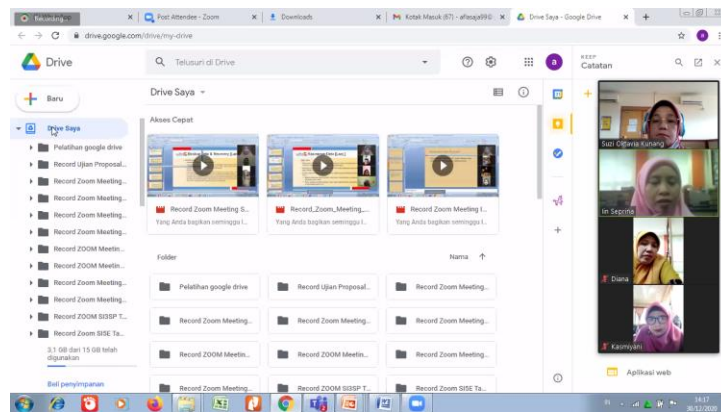 Recording...
Post Attendee - Zoom
Downloads
Kotak Masuk (67) - afasaja99@
Drive Saya - Google Drive
drive.google.com/drive/my-drive
a
Drive
Telusuri di Drive
a
KEEP
Catatan
Baru
Drive Saya
Drive Saya
Akses Cepat
Pelatihan google drive
Record Ujian Proposal...
Record Zoom Meeting...
Record Zoom Meeting...
Record Zoom Meeting...
Record Zoom Meeting...
Record ZOOM Meetin...
Record ZOOM Meetin...
Record Zoom Meeting...
Record Zoom Meeting...
Record ZOOM SI3SP T...
Record Zoom SI5E Ta...
3,1 GB dari 15 GB telah
digunakan
Beli penyimpanan
Record Zoom Meeting S...
Yang Anda bagikan seminggu l...
Record_Zoom_Meeting_...
Yang Anda bagikan seminggu l...
Record Zoom Meeting I...
Yang Anda bagikan seminggu l...
Folder
Nama
Pelatihan google drive
Record Ujian Proposal...
Record Zoom Meeting...
Record Zoom Meeting...
Record Zoom Meeting...
Record Zoom Meeting...
Record ZOOM Meetin...
Record ZOOM Meetin...
Record Zoom Meeting...
Record Zoom Meeting...
Record ZOOM SI3SP T...
Record Zoom SI5E Ta...
Suzi Oktavia Kunang
Iin Seprina
Diana
Kasmiyani
Aplikasi web
IN
14:17